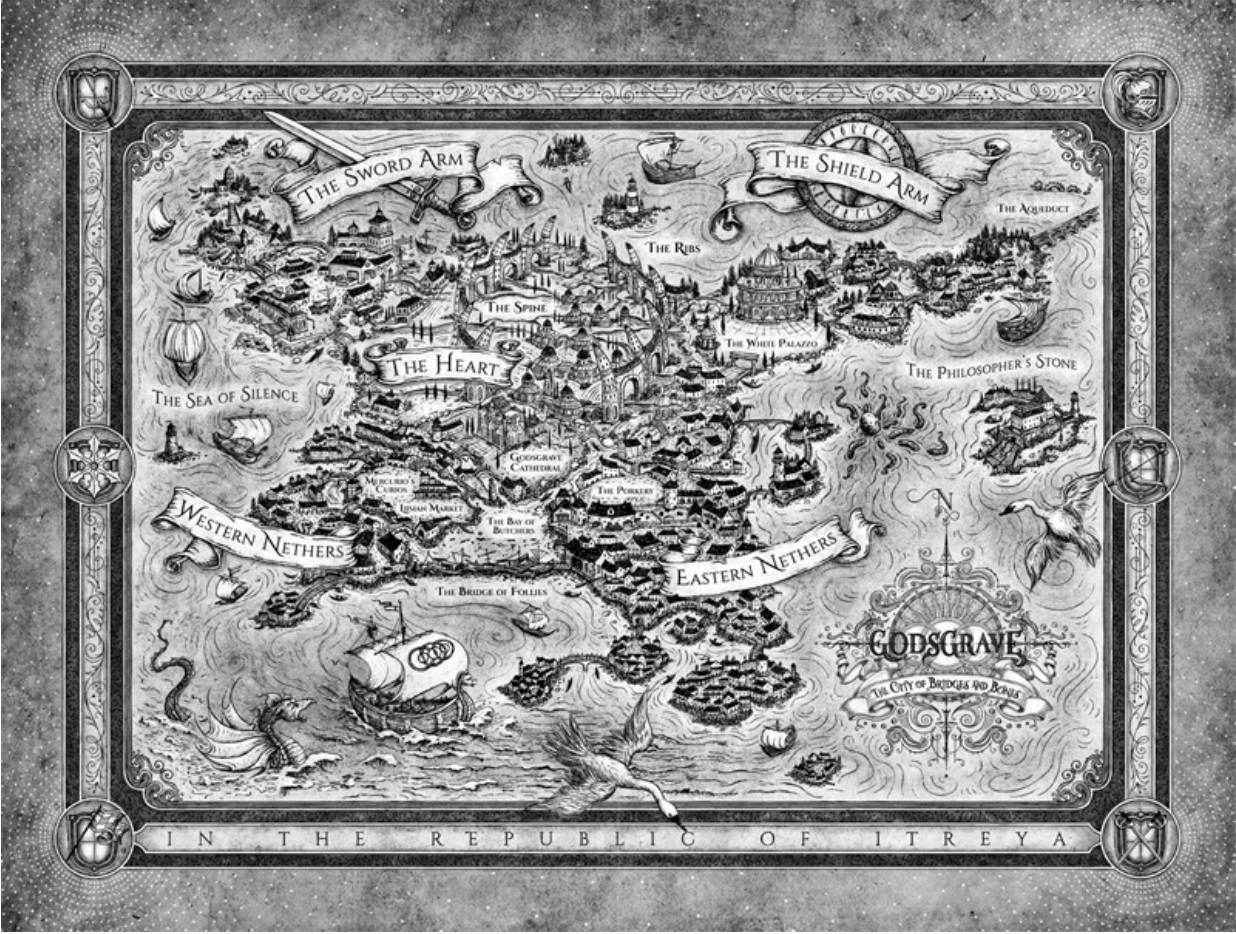 THE SWORD ARM
THE SHIELD ARM
THE AQUEDUCT
THE RIBS
THE SPINE
THE WHITE PALAZZO
THE HEART
THE PHILOSOPHER'S STONE
THE SEA OF SILENCE
GODSGRAVE
CATHEDRAL
MERCURIO'S
CURIOS
THE PORKERY
LIISIAN MARKET
THE BAY OF
BUTCHERS
WESTERN NETHERS
EASTERN NETHERS
N
THE BRIDGE OF FOLLIES
GODSGRAVE
THE CITY OF BRIDGES AND BONES
IN THE REPUBLIC OF ITREYA